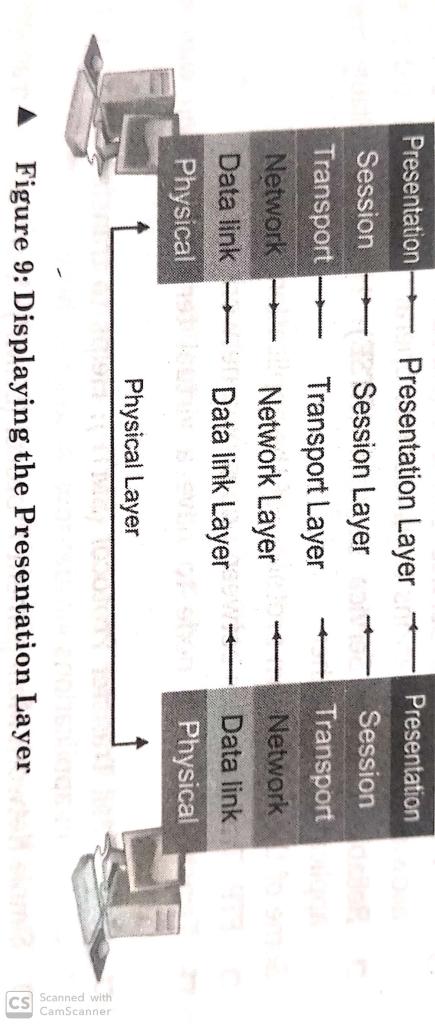 Presentation Presentation Layer Presentation
Session Session Layer Session
Transport Transport Layer Transport
Network Network Layer Network
Data link Data link Layer Data link
Physical Physical
Physical Layer
▲ Figure 9: Displaying the Presentation Layer
CS Scanned with
CamScanner